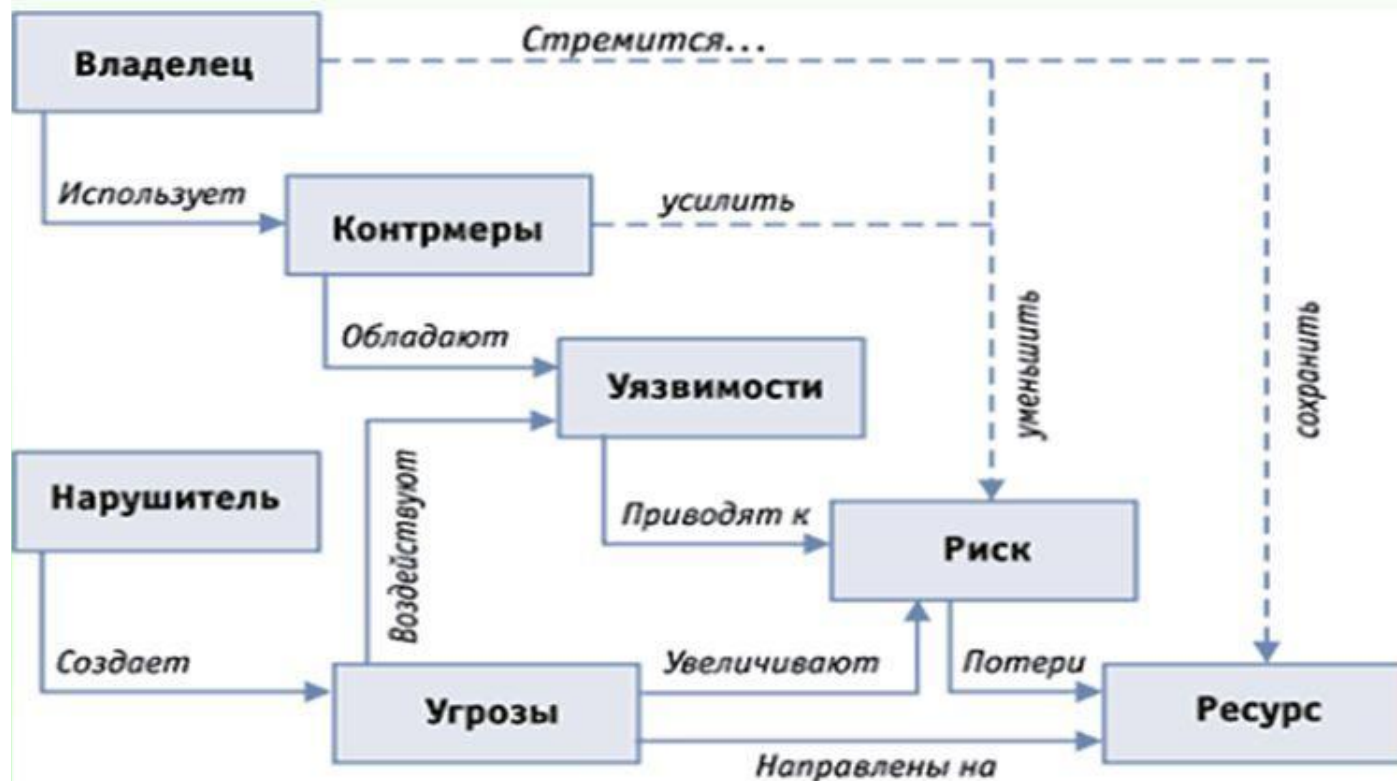 Стремится...
Владелец
Использует
Контрмеры
усилить
Обладают
Уязвимости
уменьшить
сохранить
Нарушитель
Воздействуют
Приводят к
Риск
Создает
Увеличивают
Потери
Угрозы
Ресурс
Направлены на